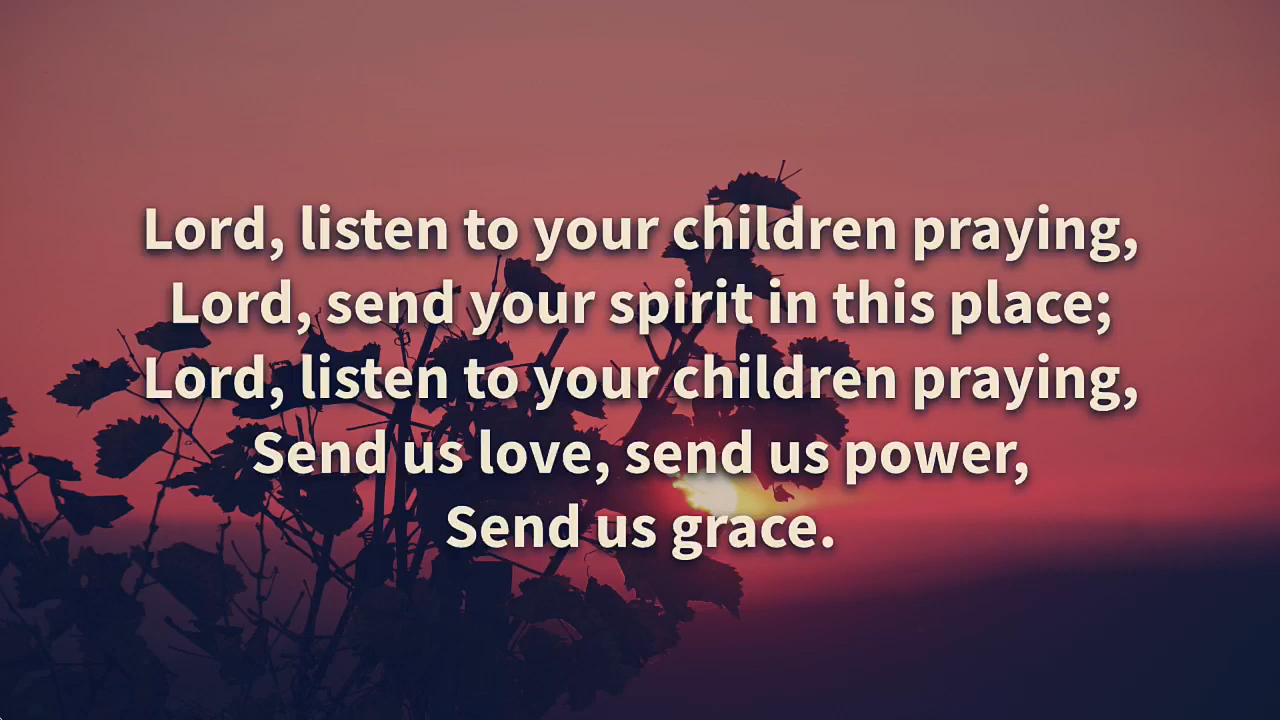 Lord, listen to your children praying,
Lord, send your spirit in this place;
Lord, listen to your children praying,
Send us love, send us power,
Send us grace.